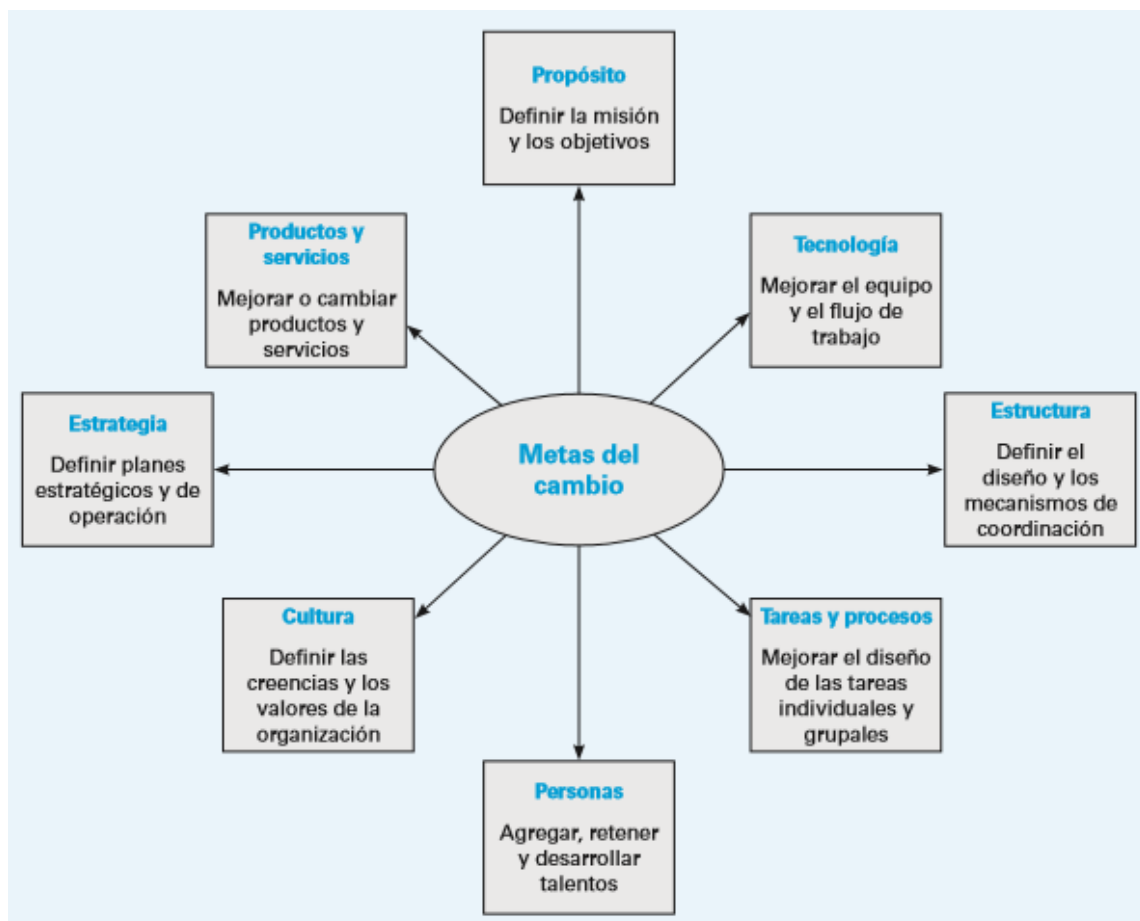 Propósito
Definir la misión
y los objetivos
Productos y
servicios
Mejorar o cambiar
productos y
servicios
Tecnología
Mejorar el equipo
y el flujo de
trabajo
Estrategia
Definir planes
estratégicos y de
operación
Metas del
cambio
Estructura
Definir el
diseño y los
mecanismos de
coordinación
Cultura
Definir las
creencias y los
valores de la
organización
Tareas y procesos
Mejorar el diseño
de las tareas
individuales y
grupales
Personas
Agregar, retener
y desarrollar
talentos